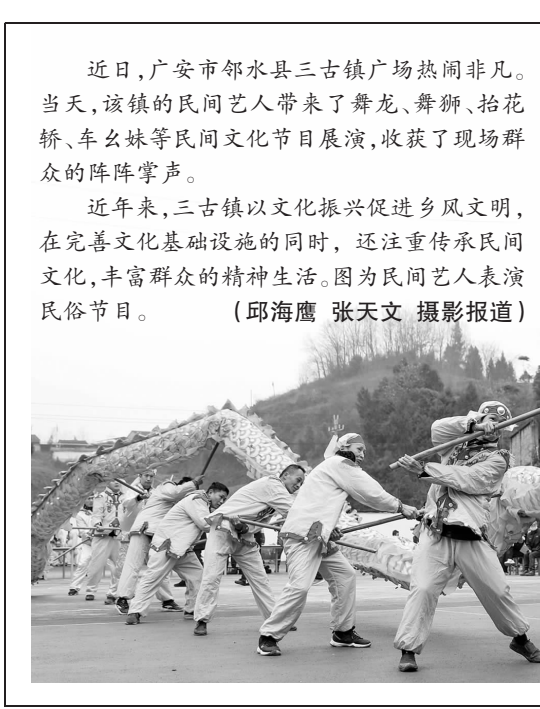 近日,广安市邻水县三古镇广场热闹非凡。
当天,该镇的民间艺人带来了舞龙、舞狮、抬花
轿、车幺妹等民间文化节目展演,收获了现场群
众的阵阵掌声。
近年来,三古镇以文化振兴促进乡风文明,
在完善文化基础设施的同时,还注重传承民间
文化,丰富群众的精神生活。图为民间艺人表演
民俗节目。 (邱海鹰 张天文 摄影报道)